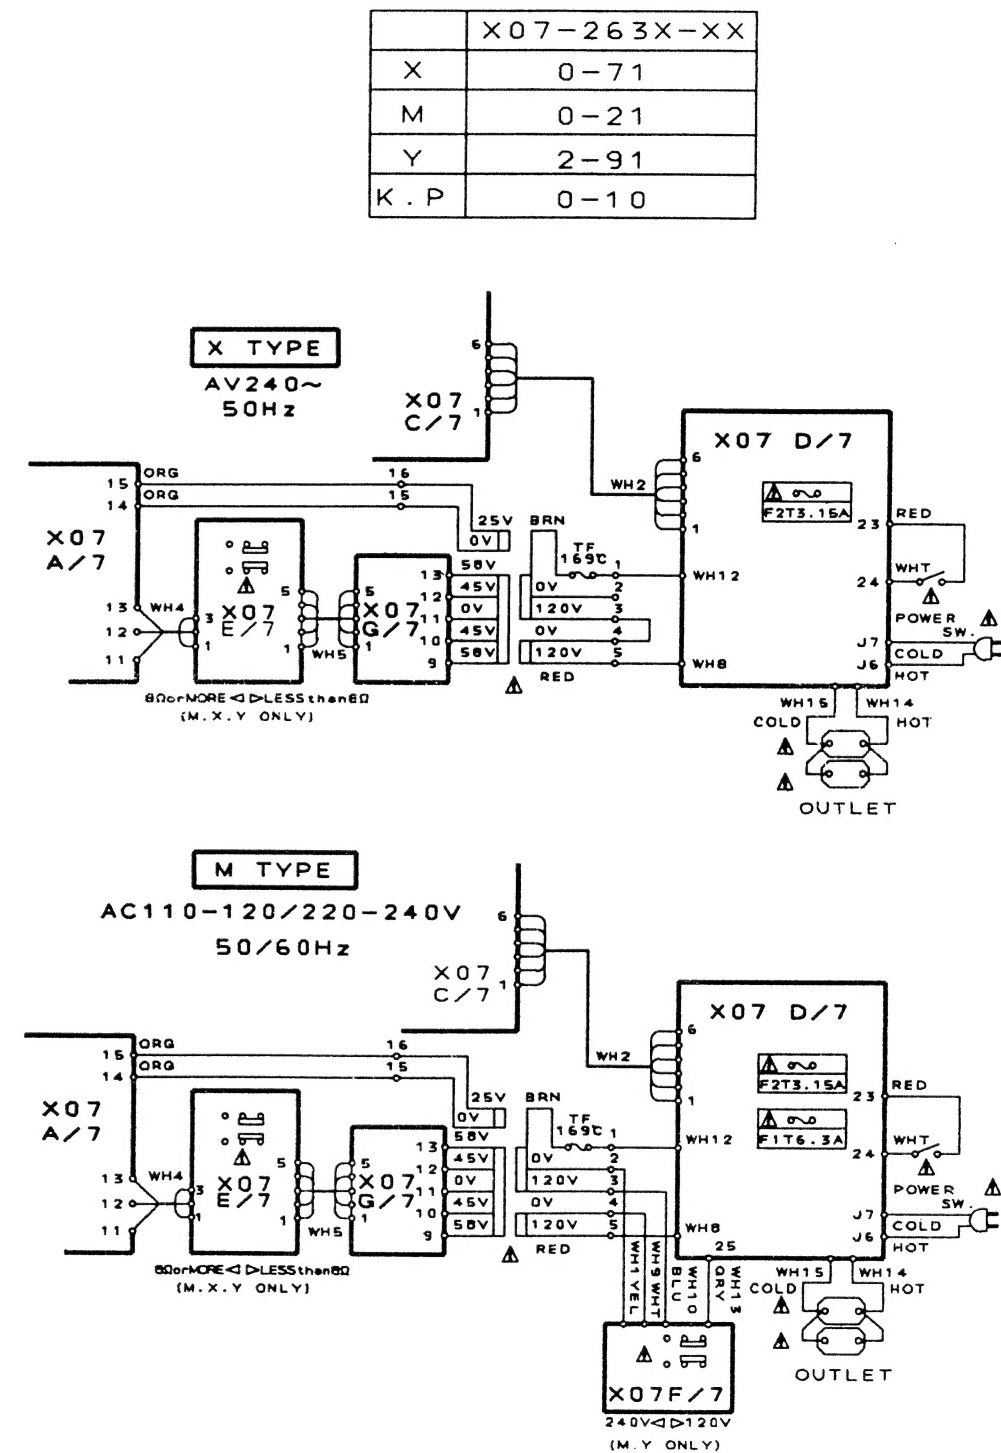 X07-263X-XX
X 0-71
M 0-21
Y 2-91
K.P 0-10
X TYPE
AV240~
50Hz
6
1
X07
C/7
X07 D/7
F2T3.15A
6
1
WH2
23 RED
24 WHT
POWER
SW.
J7
COLD
J6
HOT
WH12
WH8
WH15 WH14
COLD HOT
OUTLET
15 ORG 16
14 ORG 15
X07
A/7
13
12
11
WH4
3
1
X07
E/7
5
1
WH5
5
1
X07
G/7
25V
0V
13 58V
12 45V
11 0V
10 45V
9 58V
BRN
TF
169℃
1
0V 2
120V 3
0V 4
120V 5
RED
8ΩorMORE◁ ▷LESSthan8Ω
(M.X.Y ONLY)
M TYPE
AC110-120/220-240V
50/60Hz
6
1
X07
C/7
X07 D/7
F2T3.15A
F1T6.3A
6
1
WH2
23 RED
24 WHT
POWER
SW.
J7
COLD
J6
HOT
WH12
WH8
25
WH15 WH14
COLD HOT
OUTLET
15 ORG 16
14 ORG 15
X07
A/7
13
12
11
WH4
3
1
X07
E/7
5
1
WH5
5
1
X07
G/7
25V
0V
13 58V
12 45V
11 0V
10 45V
9 58V
BRN
TF
169℃
1
0V 2
120V 3
0V 4
120V 5
RED
8ΩorMORE◁ ▷LESSthan8Ω
(M.X.Y ONLY)
WH1 YEL
WH9 WHT
WH10
BLU
WH13
GRY
X07F/7
240V◁ ▷120V
(M.Y ONLY)